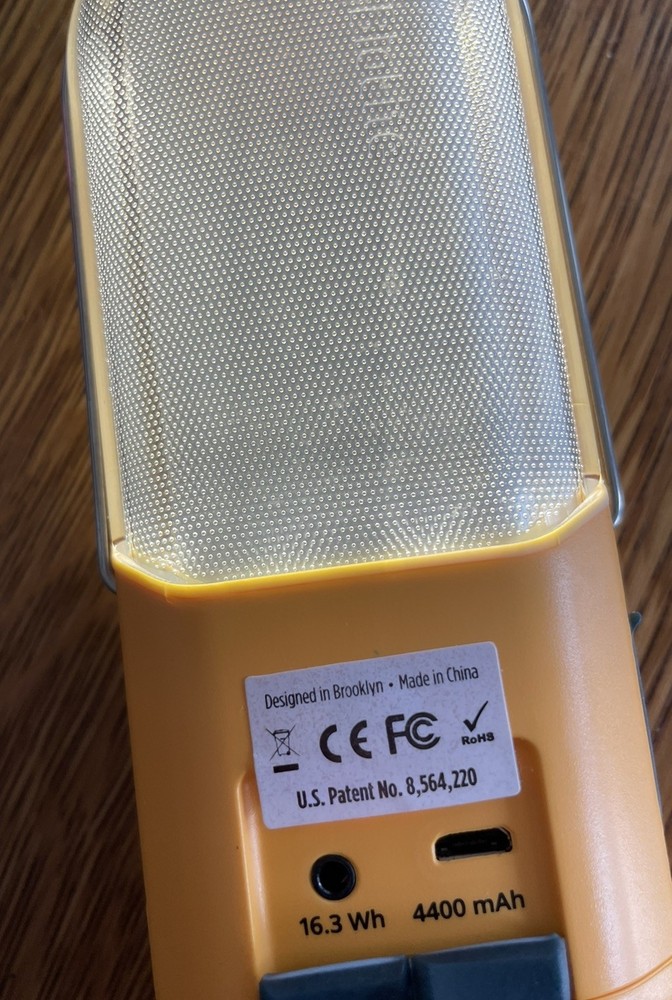 BioLite
Designed in Brooklyn • Made in China
CE FC RoHS
U.S. Patent No. 8,564,220
16.3 Wh 4400 mAh